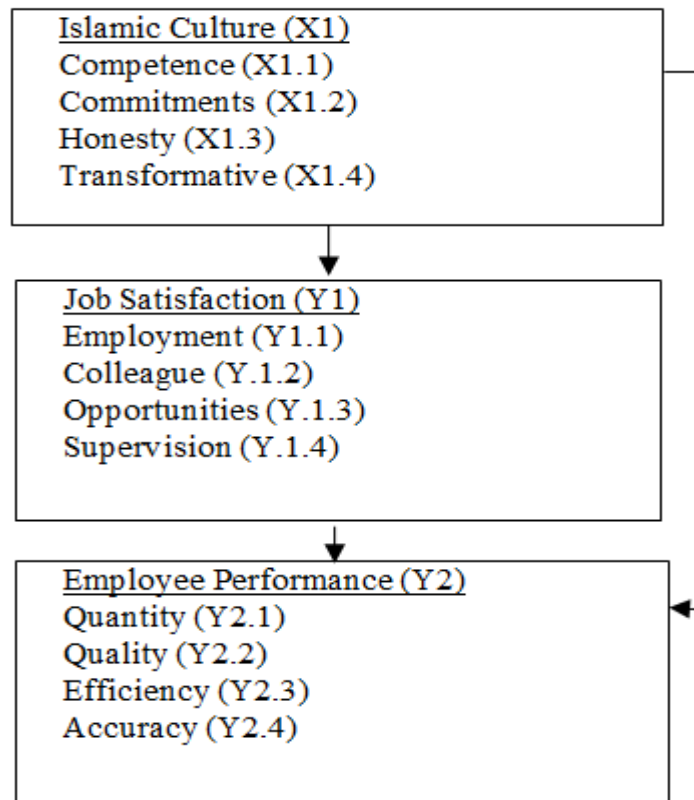 Islamic Culture (X1)
Competence (X1.1)
Commitments (X1.2)
Honesty (X1.3)
Transformative (X1.4)
Job Satisfaction (Y1)
Employment (Y1.1)
Colleague (Y.1.2)
Opportunities (Y.1.3)
Supervision (Y.1.4)
Employee Performance (Y2)
Quantity (Y2.1)
Quality (Y2.2)
Efficiency (Y2.3)
Accuracy (Y2.4)